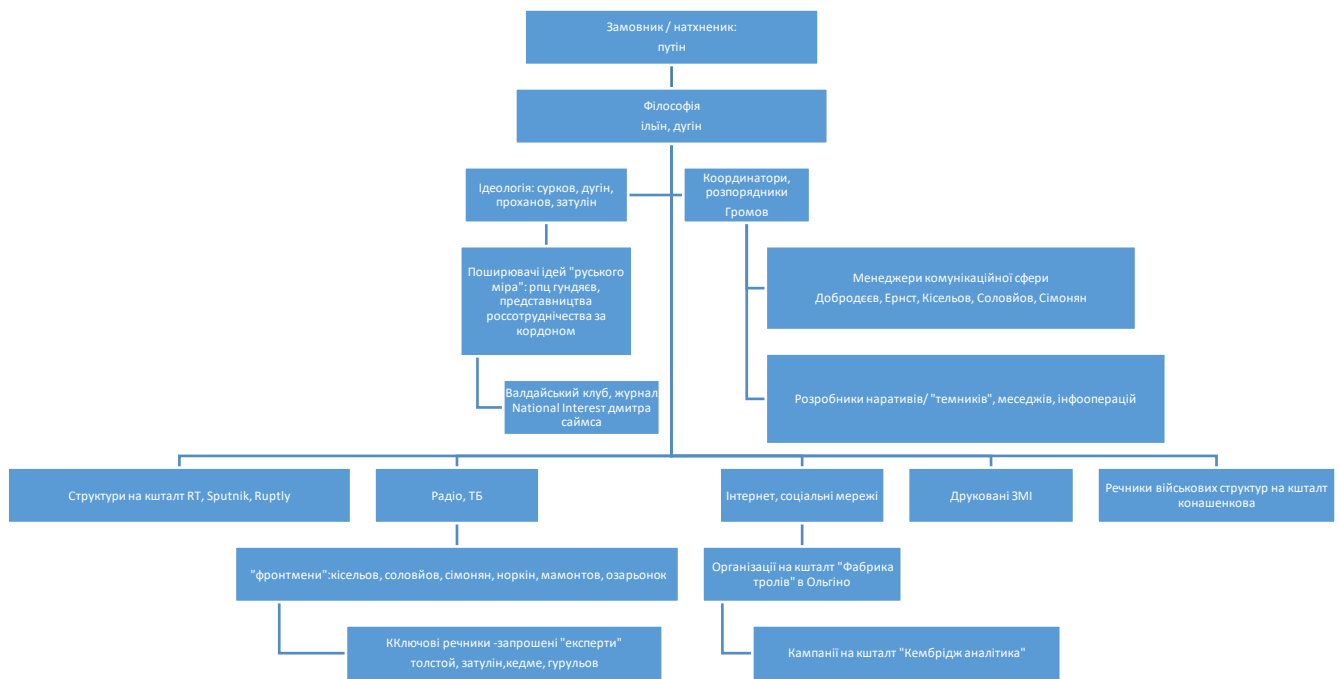 Замовник / натхненик:
путін
Філософія
ільїн, дугін
Ідеологія: сурков, дугін,
проханов, затулін
Координатори,
розпорядники
Громов
Поширювачі ідей "руського
міра": рпц гундяєв,
представництва
россотруднічества за
кордоном
Менеджери комунікаційної сфери
Добродєєв, Ернст, Кісельов, Соловйов, Сімонян
Валдайський клуб, журнал
National Interest дмитра
саймса
Розробники наративів/ "темників", меседжів, інфооперацій
Структури на кшталт RT, Sputnik, Ruptly
Радіо, ТБ
Інтернет, соціальні мережі
Друковані ЗМІ
Речники військових структур на кшталт
конашенкова
"фронтмени":кісельов, соловйов, сімонян, норкін, мамонтов, озарьонок
Організації на кшталт "Фабрика
тролів" в Ольгіно
ККлючові речники -запрошені "експерти"
толстой, затулін,кедме, гурульов
Кампанії на кшталт "Кембрідж аналітика"